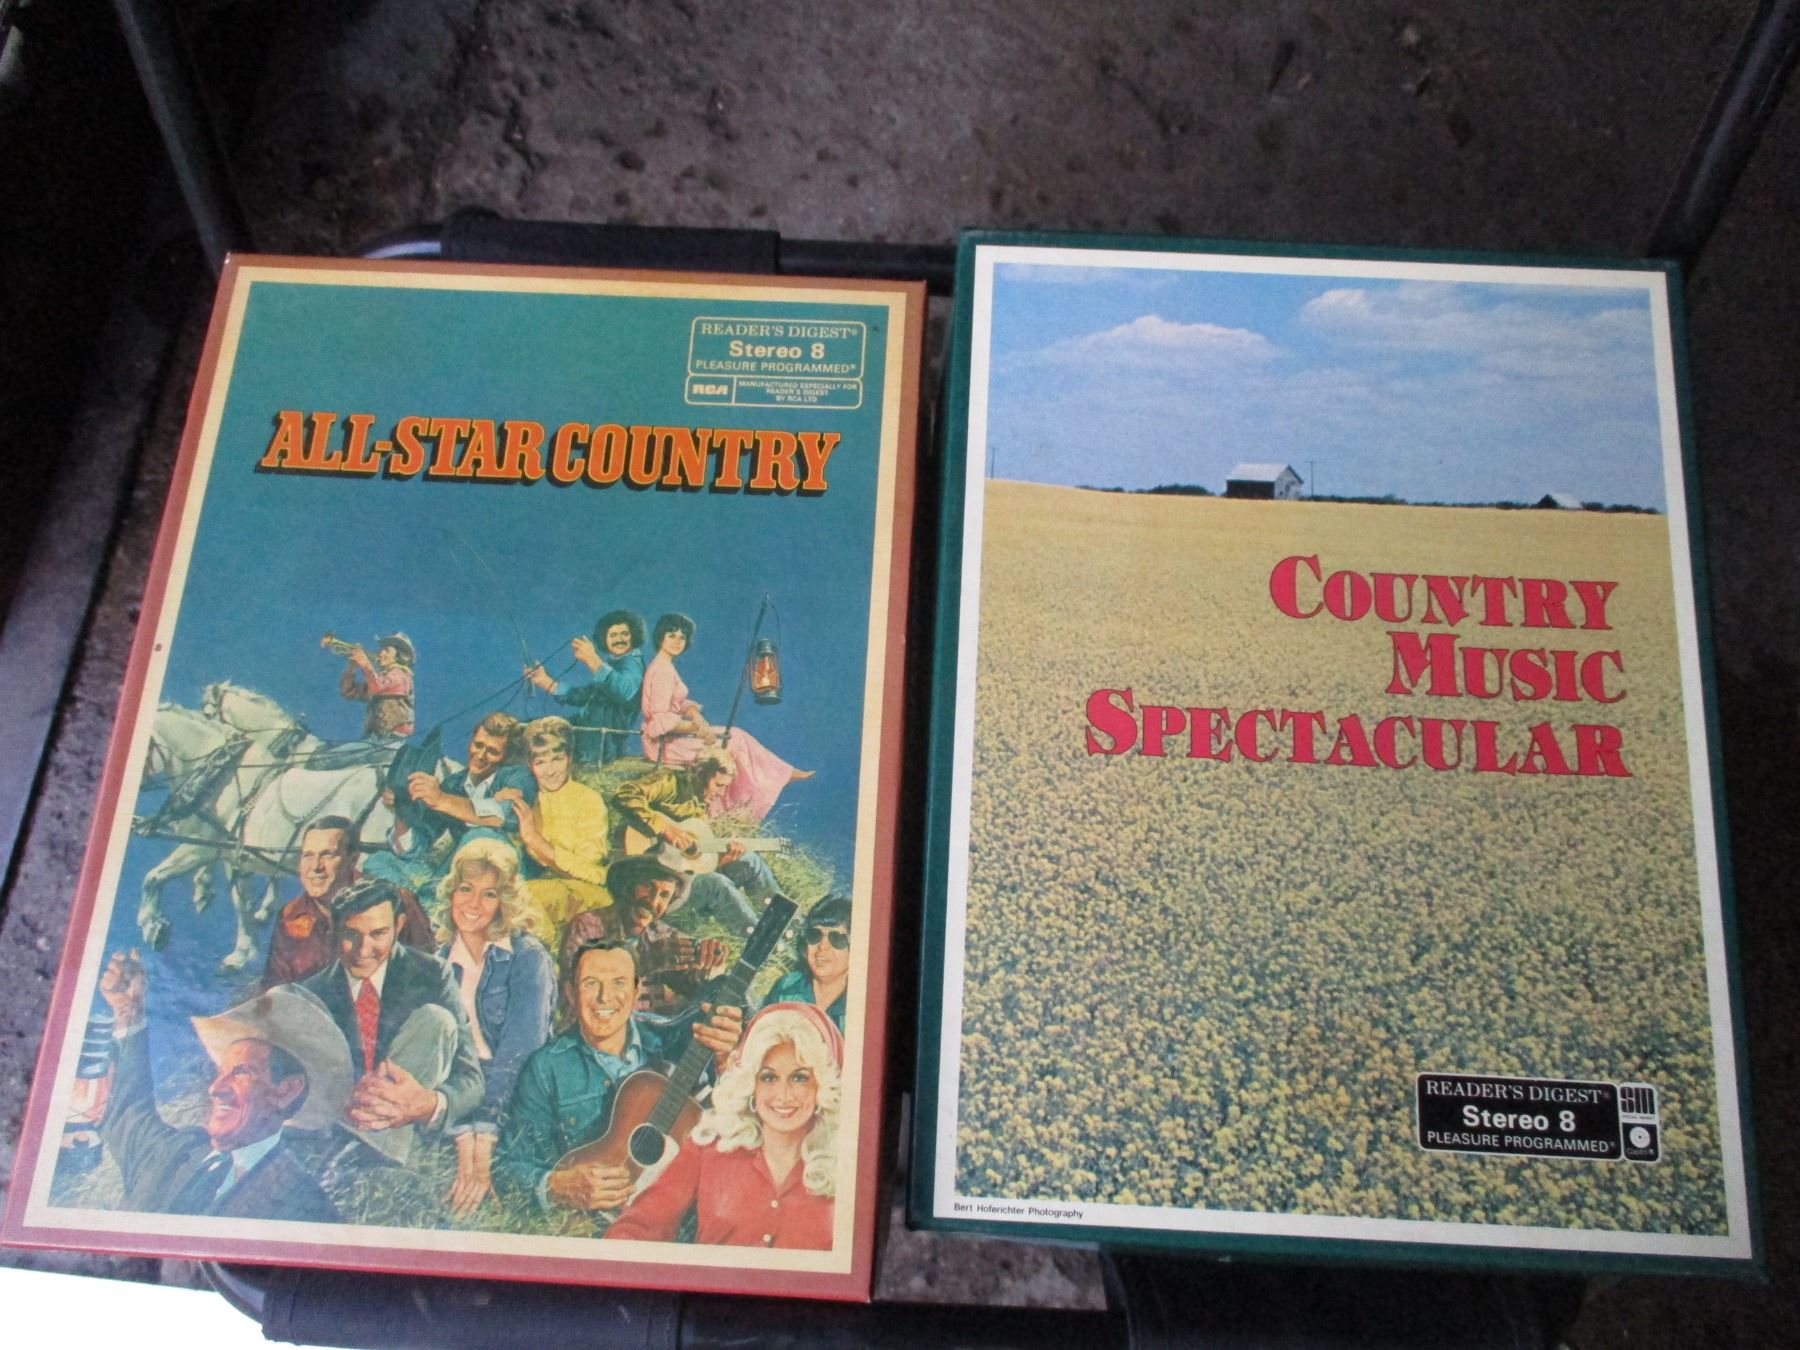 READER'S DIGEST®
Stereo 8
PLEASURE PROGRAMMED®
RCA
MANUFACTURED ESPECIALLY FOR
READER'S DIGEST
BY RCA LTD
ALL-STAR COUNTRY
COUNTRY
MUSIC
SPECTACULAR
READER'S DIGEST®
Stereo 8
PLEASURE PROGRAMMED®
SM
Bert Hoferichter Photography